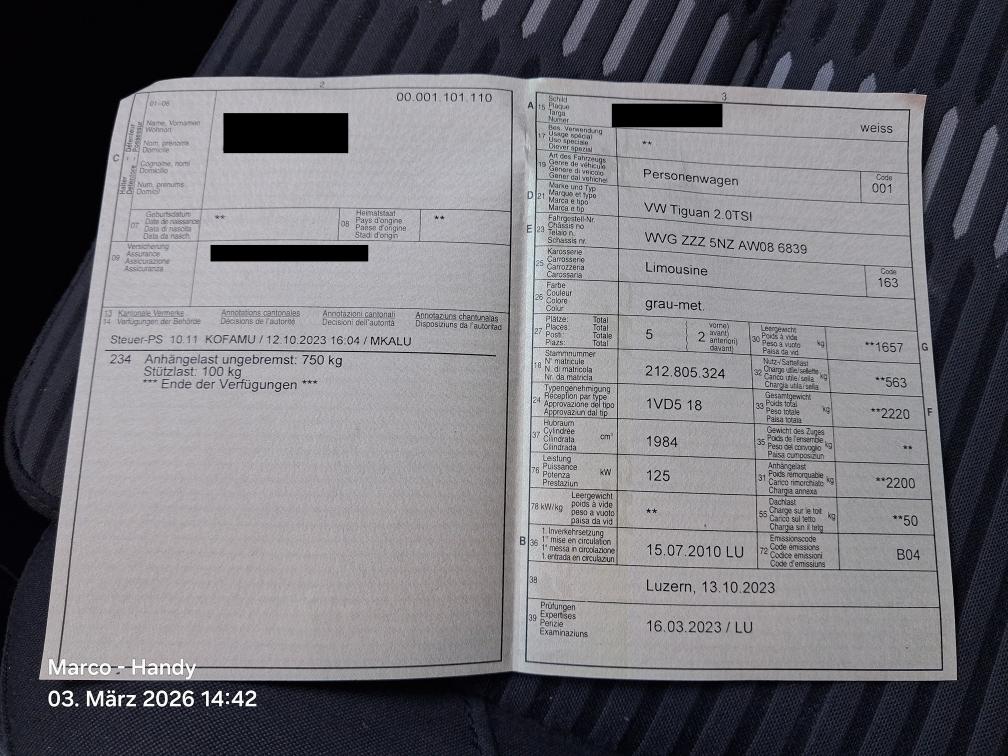 2
00.001.101.110
01-06
Name, Vornamen
Wohnort
Nom, prénoms
Domicile
Cognome, nomi
Domicilio
Num, prenums
Domicil
C
07
Geburtsdatum
Date de naissance
Data di nascita
Data da nasch.
**
08
Heimatstaat
Pays d'origine
Paese di origine
Stadi d'origin
**
09
Versicherung
Assurance
Assicurazione
Assicuranza
13 Kantonale Vermerke
14 Verfügungen der Behörde
Annotations cantonales
Décisions de l'autorité
Annotazioni cantonali
Decisioni dell'autorità
Annotaziuns chantunalas
Disposiziuns da l'autoritad
Steuer-PS 10.11 KOFAMU / 12.10.2023 16:04 / MKALU
234 Anhängelast ungebremst: 750 kg
Stützlast: 100 kg
*** Ende der Verfügungen ***
3
A 15
Schild
Plaque
Targa
Numer
weiss
17
Bes. Verwendung
Usage spécial
Uso speciale
Diever spezial
**
19
Art des Fahrzeugs
Genre de véhicule
Genere di veicolo
Gener dal vehichel
Personenwagen
Code
001
D 21
Marke und Typ
Marque et type
Marca e tipo
Marca e tip
VW Tiguan 2.0TSI
E 23
Fahrgestell-Nr.
Châssis no
Telaio n.
Schassis nr.
WVG ZZZ 5NZ AW08 6839
25
Karosserie
Carrosserie
Carrozzeria
Carossaria
Limousine
Code
163
26
Farbe
Couleur
Colore
Colur
grau-met.
27
Plätze: Total
Places: Total
Posti: Totale
Plazs: Total
5
2
vorne)
avant)
anteriori)
davant)
30
Leergewicht
Poids à vide
Peso a vuoto kg
Paisa da vid
**1657
G
18
Stammnummer
N° matricule
N. di matricola
Nr. da matricla
212.805.324
32
Nutz-/Sattellast
Charge utile/sellette
Carico utile/sella kg
Chargia utila/sella
**563
24
Typengenehmigung
Réception par type
Approvazione del tipo
Approvaziun dal tip
1VD5 18
33
Gesamtgewicht
Poids total
Peso totale kg
Paisa totala
**2220
F
37
Hubraum
Cylindrée
Cilindrata cm³
Cilindrada
1984
35
Gewicht des Zuges
Poids de l'ensemble
Peso del convoglio kg
Paisa cumposiziun
**
76
Leistung
Puissance
Potenza kW
Prestaziun
125
31
Anhängelast
Poids remorquable
Carico rimorchiato kg
Chargia annexa
**2200
78 kW/kg
Leergewicht
poids à vide
peso a vuoto
paisa da vid
**
55
Dachlast
Charge sur le toit
Carico sul tetto kg
Chargia sin il tetg
**50
B 36
1. Inverkehrsetzung
1re mise en circulation
1a messa in circolazione
1. entrada en circulaziun
15.07.2010 LU
72
Emissionscode
Code émissions
Codice emissioni
Code d'emissiuns
B04
38
Luzern, 13.10.2023
39
Prüfungen
Expertises
Perizie
Examinaziuns
16.03.2023 / LU
Marco - Handy
03. März 2026 14:42